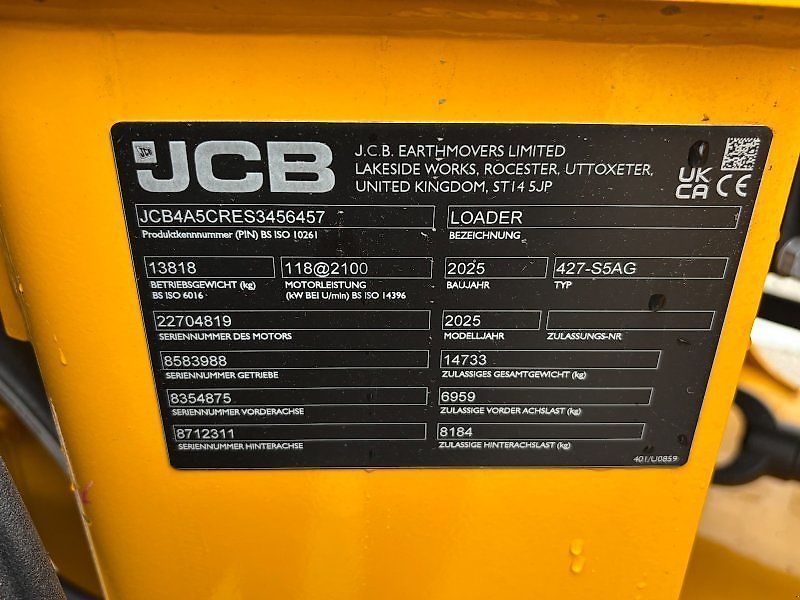 JCB
J.C.B. EARTHMOVERS LIMITED
LAKESIDE WORKS, ROCESTER, UTTOXETER,
UNITED KINGDOM, ST14 5JP
UK
CA CE
JCB4A5CRES3456457 LOADER
Produktkennnummer (PIN) BS ISO 10261 BEZEICHNUNG
13818 118@2100 2025 427-S5AG
BETRIEBSGEWICHT (kg) MOTORLEISTUNG BAUJAHR TYP
BS ISO 6016 (kW BEI U/min) BS ISO 14396
22704819 2025
SERIENNUMMER DES MOTORS MODELLJAHR ZULASSUNGS-NR
8583988 14733
SERIENNUMMER GETRIEBE ZULASSIGES GESAMTGEWICHT (kg)
8354875 6959
SERIENNUMMER VORDERACHSE ZULASSIGE VORDER ACHSLAST (kg)
8712311 8184
SERIENNUMMER HINTERACHSE ZULASSIGE HINTERACHSLAST (kg)
401/U0859